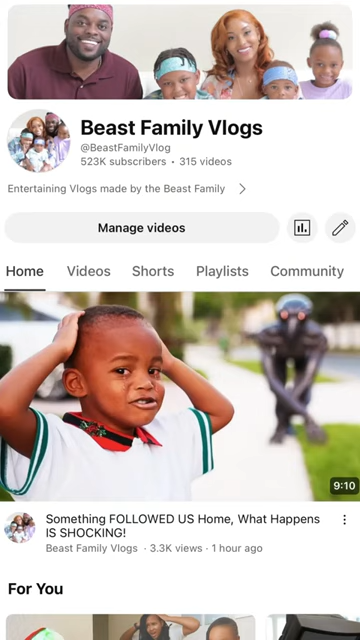 Beast Family Vlogs
@BeastFamilyVlog
523K subscribers • 315 videos
Entertaining Vlogs made by the Beast Family
Manage videos
Home Videos Shorts Playlists Community
9:10
Something FOLLOWED US Home, What Happens
IS SHOCKING!
Beast Family Vlogs · 3.3K views · 1 hour ago
For You